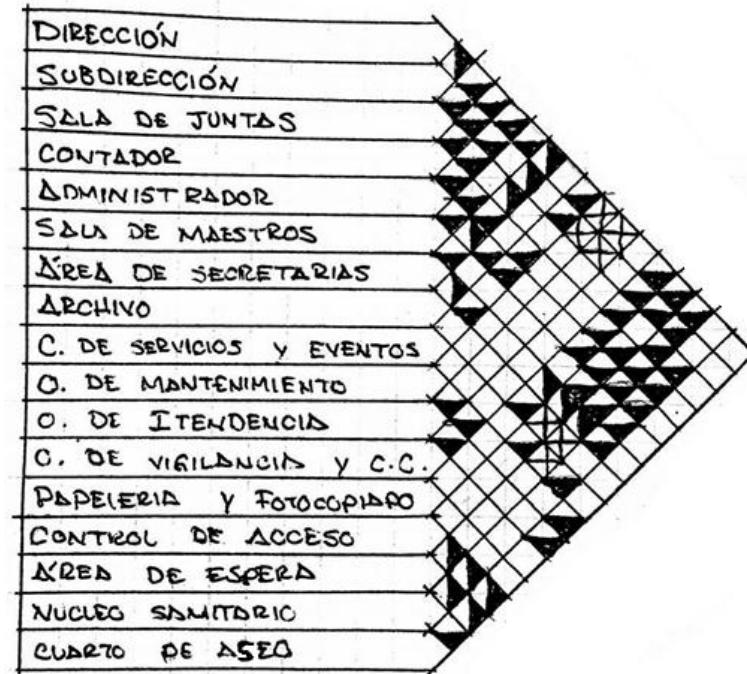 DIRECCIÓN
SUBDIRECCIÓN
SALA DE JUNTAS
CONTADOR
ADMINISTRADOR
SALA DE MAESTROS
ÁREA DE SECRETARIAS
ARCHIVO
C. DE SERVICIOS Y EVENTOS
O. DE MANTENIMIENTO
O. DE ITENDENCIA
C. DE VIGILANCIA Y C.C.
PAPELERIA Y FOTOCOPIADO
CONTROL DE ACCESO
ÁREA DE ESPERA
NUCLEO SANITARIO
CUARTO DE ASEO